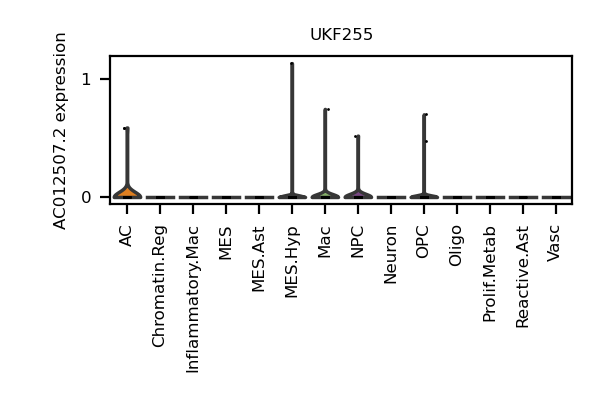 UKF255
AC012507.2 expression
1
0
AC
Chromatin.Reg
Inflammatory.Mac
MES
MES.Ast
MES.Hyp
Mac
NPC
Neuron
OPC
Oligo
Prolif.Metab
Reactive.Ast
Vasc